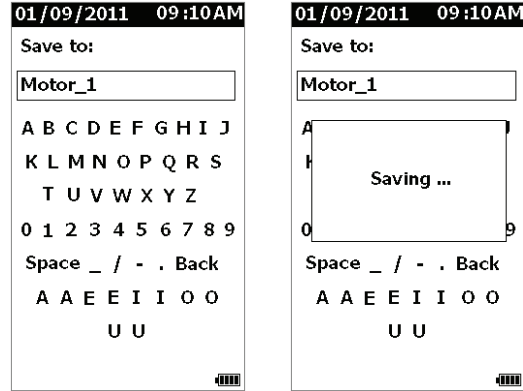 01/09/2011 09:10AM
Save to:
Motor_1
A B C D E F G H I J
K L M N O P Q R S
T U V W X Y Z
0 1 2 3 4 5 6 7 8 9
Space _ / - . Back
A A E E I I O O
U U
01/09/2011 09:10AM
Save to:
Motor_1
Saving ...
9
Space _ / - . Back
A A E E I I O O
U U